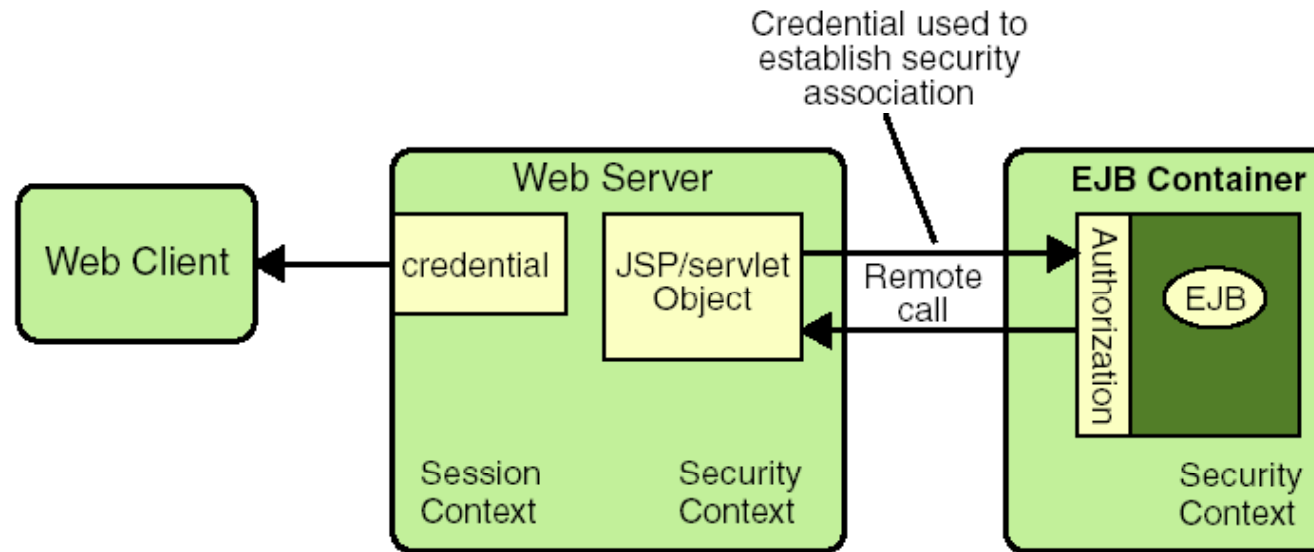 Credential used to
establish security
association
Web Server
EJB Container
Web Client
credential
JSP/servlet
Object
Remote
call
Authorization
EJB
Session
Context
Security
Context
Security
Context